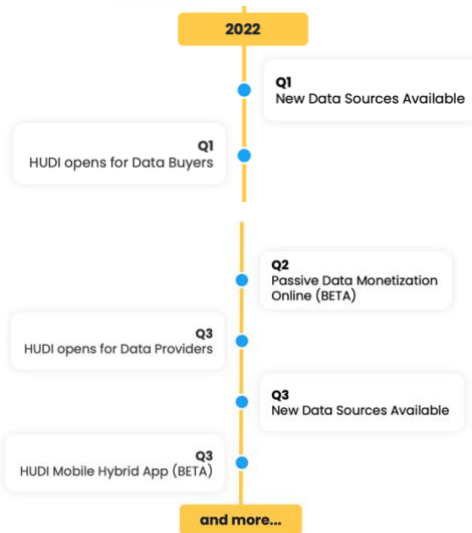 2022
Q1
New Data Sources Available
Q1
HUDI opens for Data Buyers
Q2
Passive Data Monetization
Online (BETA)
Q3
HUDI opens for Data Providers
Q3
New Data Sources Available
Q3
HUDI Mobile Hybrid App (BETA)
and more...